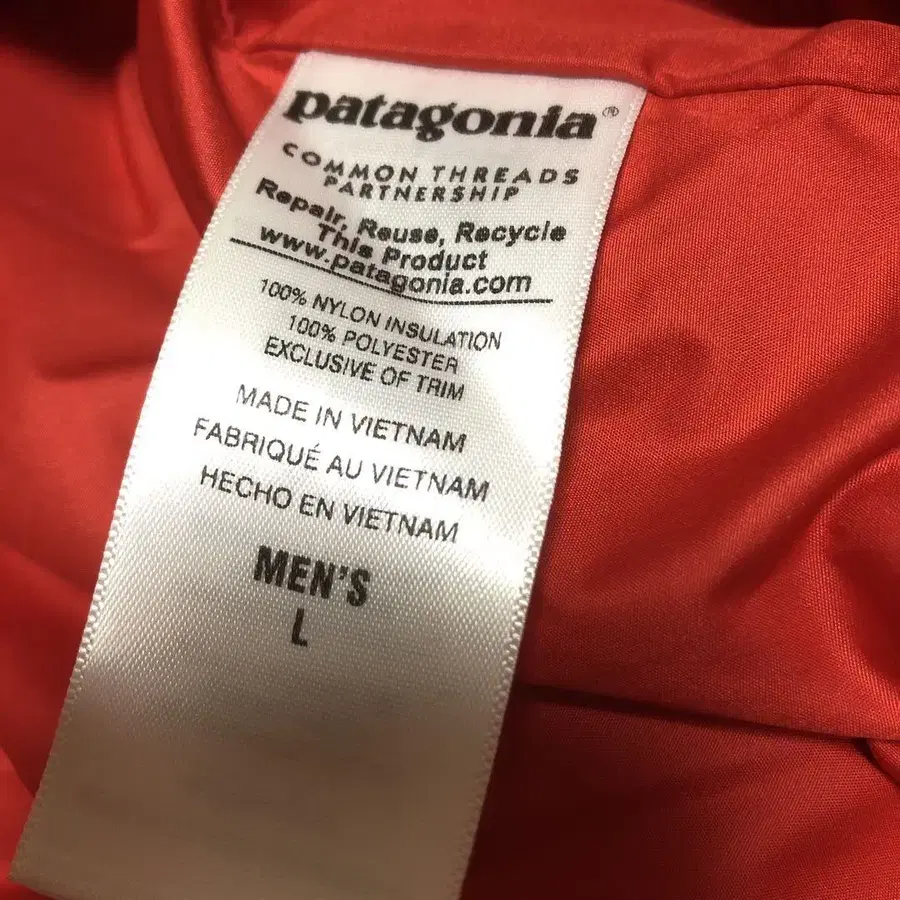 patagonia®
COMMON THREADS
PARTNERSHIP
Repair, Reuse, Recycle
This Product
www.patagonia.com
100% NYLON INSULATION
100% POLYESTER
EXCLUSIVE OF TRIM
MADE IN VIETNAM
FABRIQUÉ AU VIETNAM
HECHO EN VIETNAM
MEN'S
L